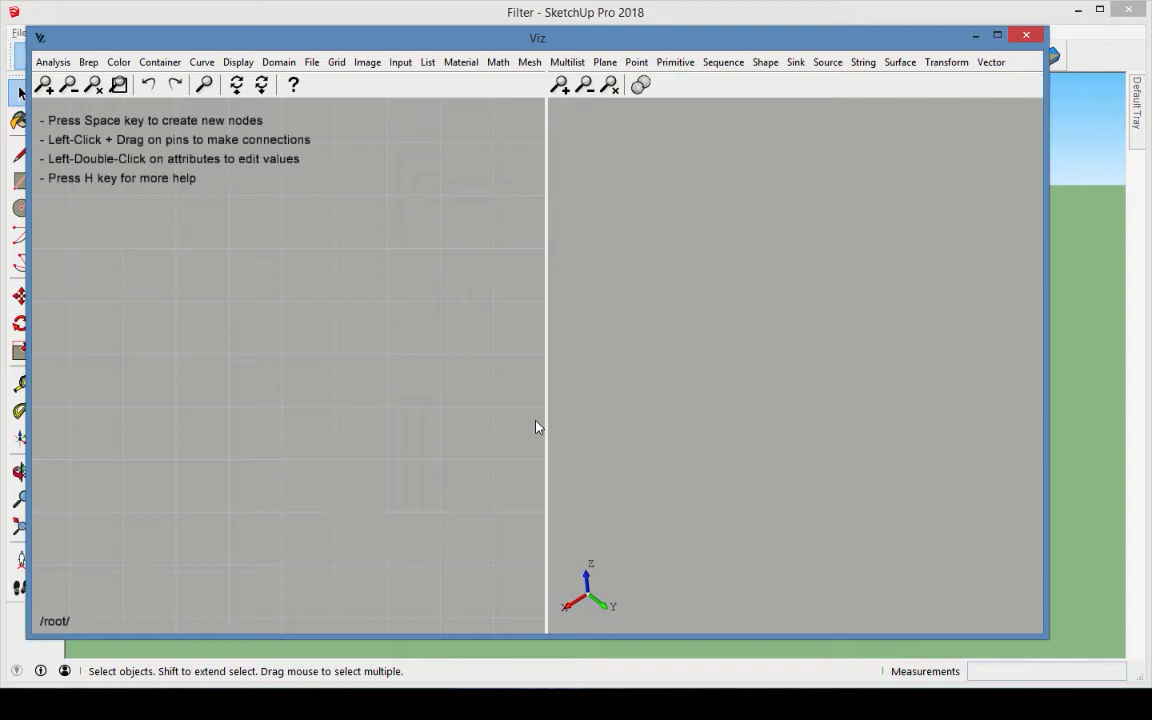 Filter - SketchUp Pro 2018
File
Viz
Analysis Brep Color Container Curve Display Domain File Grid Image Input List Material Math Mesh Multilist Plane Point Primitive Sequence Shape Sink Source String Surface Transform Vector
- Press Space key to create new nodes
- Left-Click + Drag on pins to make connections
- Left-Double-Click on attributes to edit values
- Press H key for more help
Default Tray
Z
X Y
/root/
Select objects. Shift to extend select. Drag mouse to select multiple.
Measurements